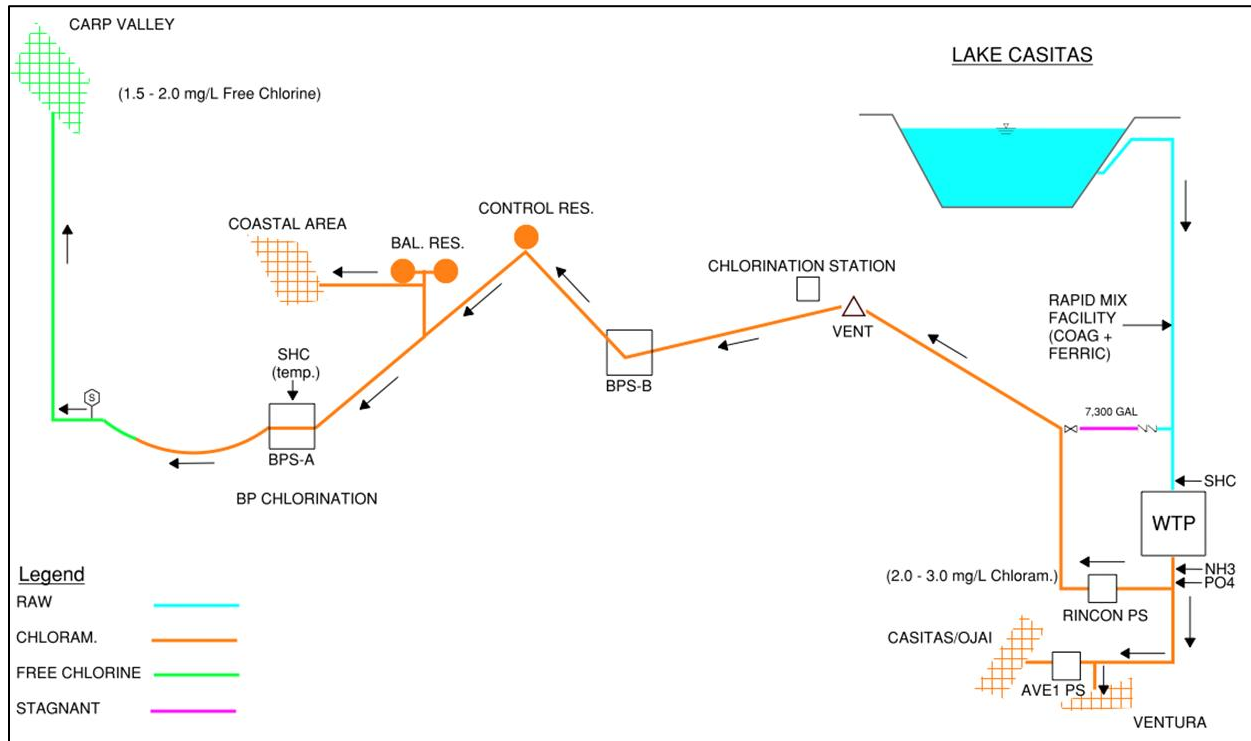 CARP VALLEY
(1.5 - 2.0 mg/L Free Chlorine)
LAKE CASITAS
CONTROL RES.
COASTAL AREA
BAL. RES.
CHLORINATION STATION
VENT
RAPID MIX
FACILITY
(COAG +
FERRIC)
SHC
(temp.)
BPS-B
S
7,300 GAL
BPS-A
BP CHLORINATION
SHC
WTP
NH3
PO4
(2.0 - 3.0 mg/L Chloram.)
RINCON PS
CASITAS/OJAI
AVE1 PS
VENTURA
Legend
RAW
CHLORAM.
FREE CHLORINE
STAGNANT